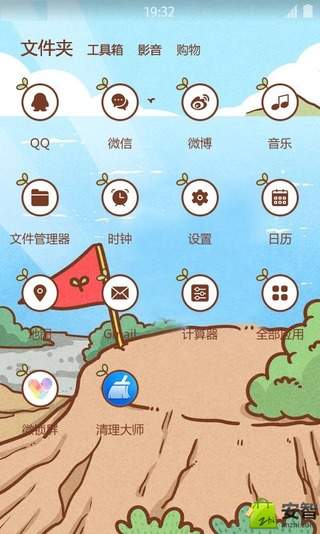 19:32
文件夹 工具箱 影音 购物
QQ 微信 微博 音乐
文件管理器 时钟 设置 日历
地图 Gmail 计算器 全部应用
微锁屏 清理大师
安智
anzhi.com